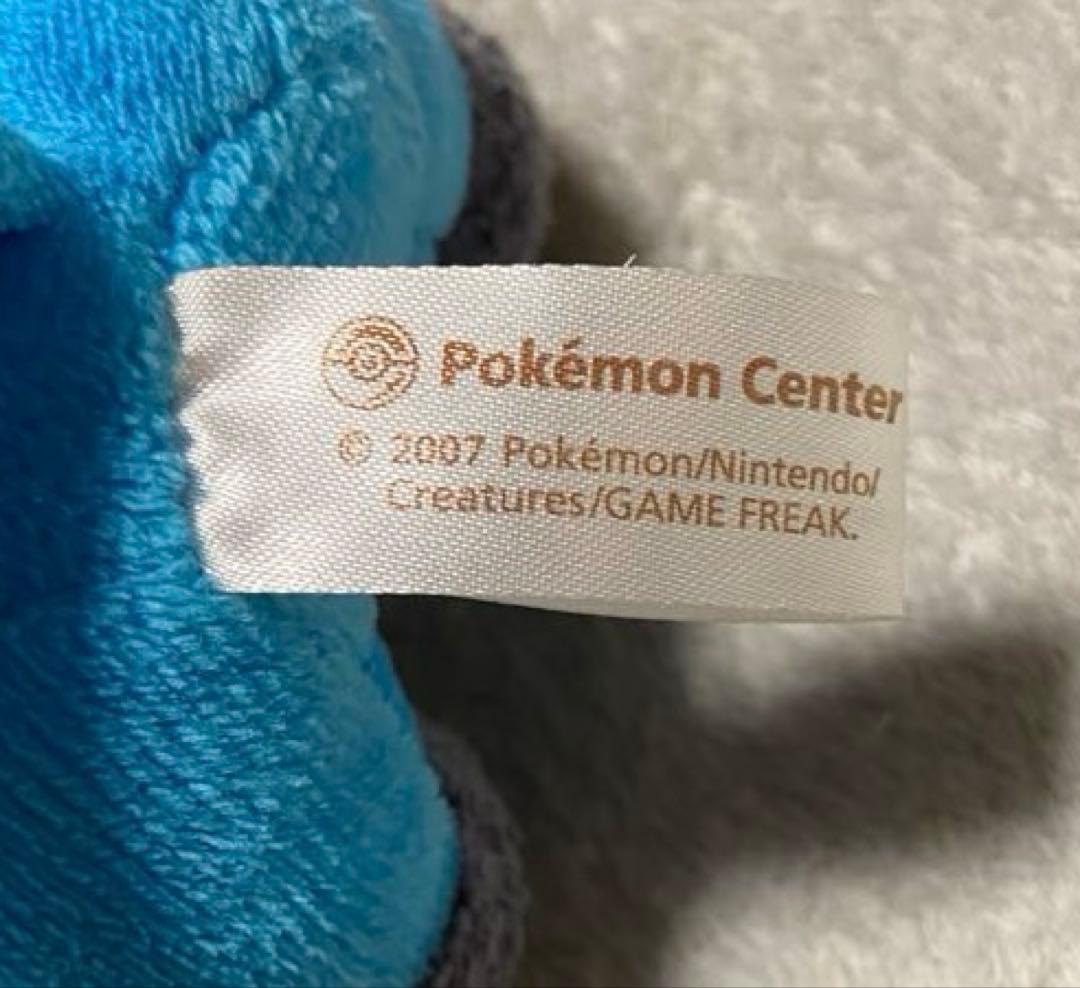 Pokémon Center
© 2007 Pokémon/Nintendo/
Creatures/GAME FREAK.